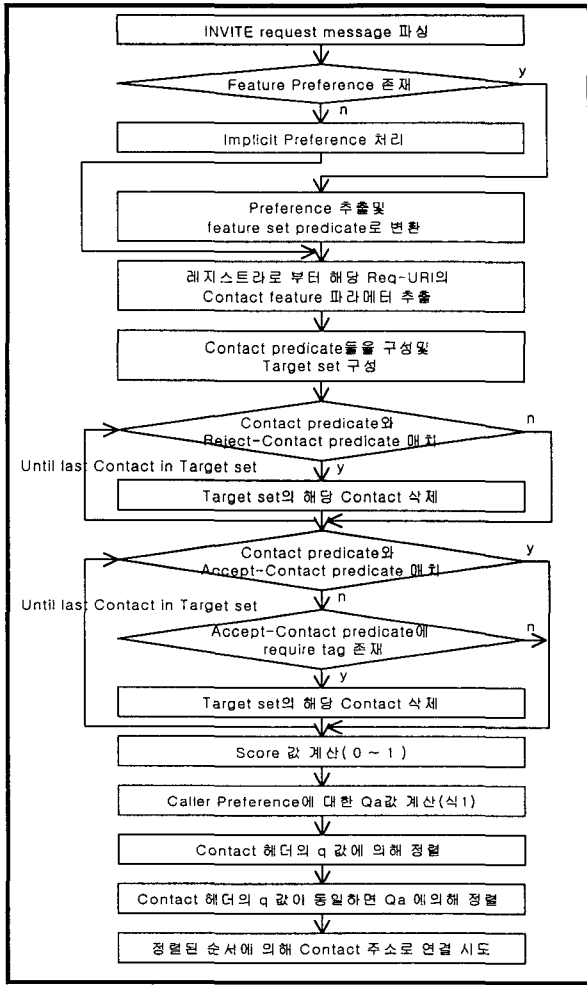 INVITE request message 파싱
Feature Preference 존재
y
n
Implicit Preference 처리
Preference 추출및
feature set predicate로 변환
레지스트라로 부터 해당 Req-URI의
Contact feature 파라메터 추출
Contact predicate들을 구성및
Target set 구성
Contact predicate와
Reject-Contact predicate 매치
n
Until last Contact in Target set
y
Target set의 해당 Contact 삭제
Contact predicate와
Accept-Contact predicate 매치
y
Until last Contact in Target set
n
Accept-Contact predicate에
require tag 존재
n
y
Target set의 해당 Contact 삭제
Score 값 계산( 0 ~ 1 )
Caller Preference에 대한 Qa값 계산(식1)
Contact 헤더의 q 값에 의해 정렬
Contact 헤더의 q 값이 동일하면 Qa 에의해 정렬
정렬된 순서에 의해 Contact 주소로 연결 시도